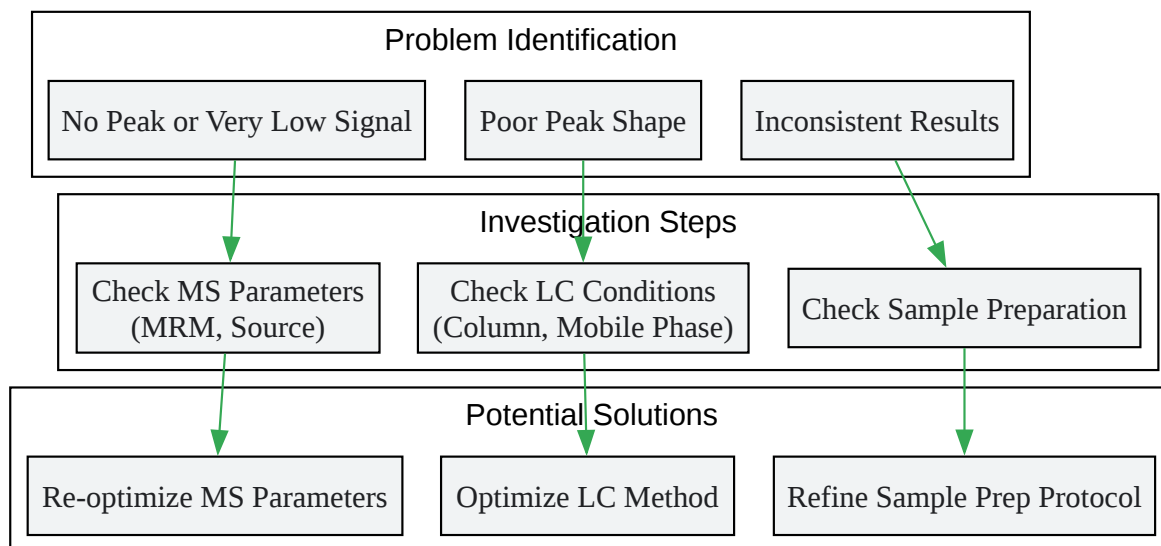 Problem Identification
No Peak or Very Low Signal
Poor Peak Shape
Inconsistent Results
Investigation Steps
Check MS Parameters
(MRM, Source)
Check LC Conditions
(Column, Mobile Phase)
Check Sample Preparation
Potential Solutions
Re-optimize MS Parameters
Optimize LC Method
Refine Sample Prep Protocol